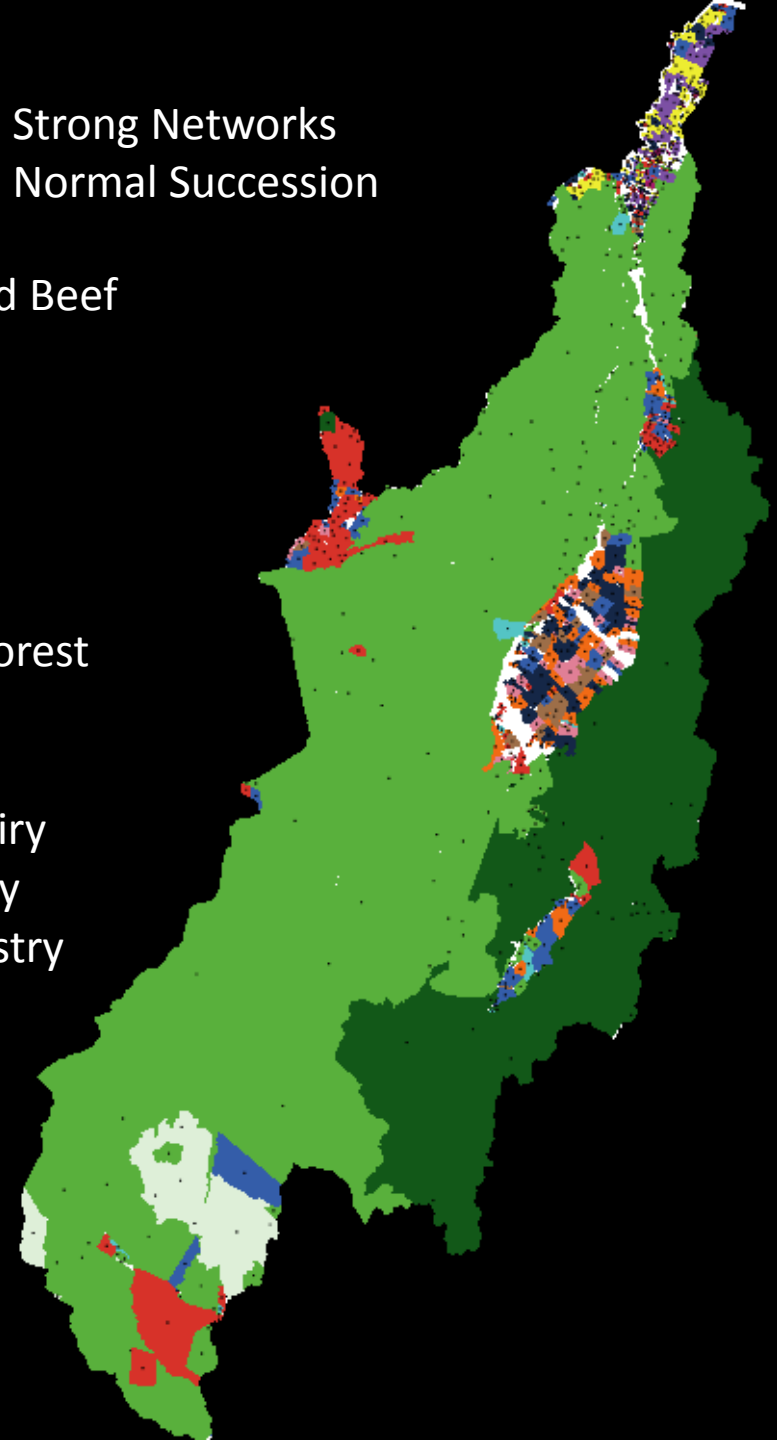 Strong Networks
Normal Succession
d Beef
orest
iry
y
stry